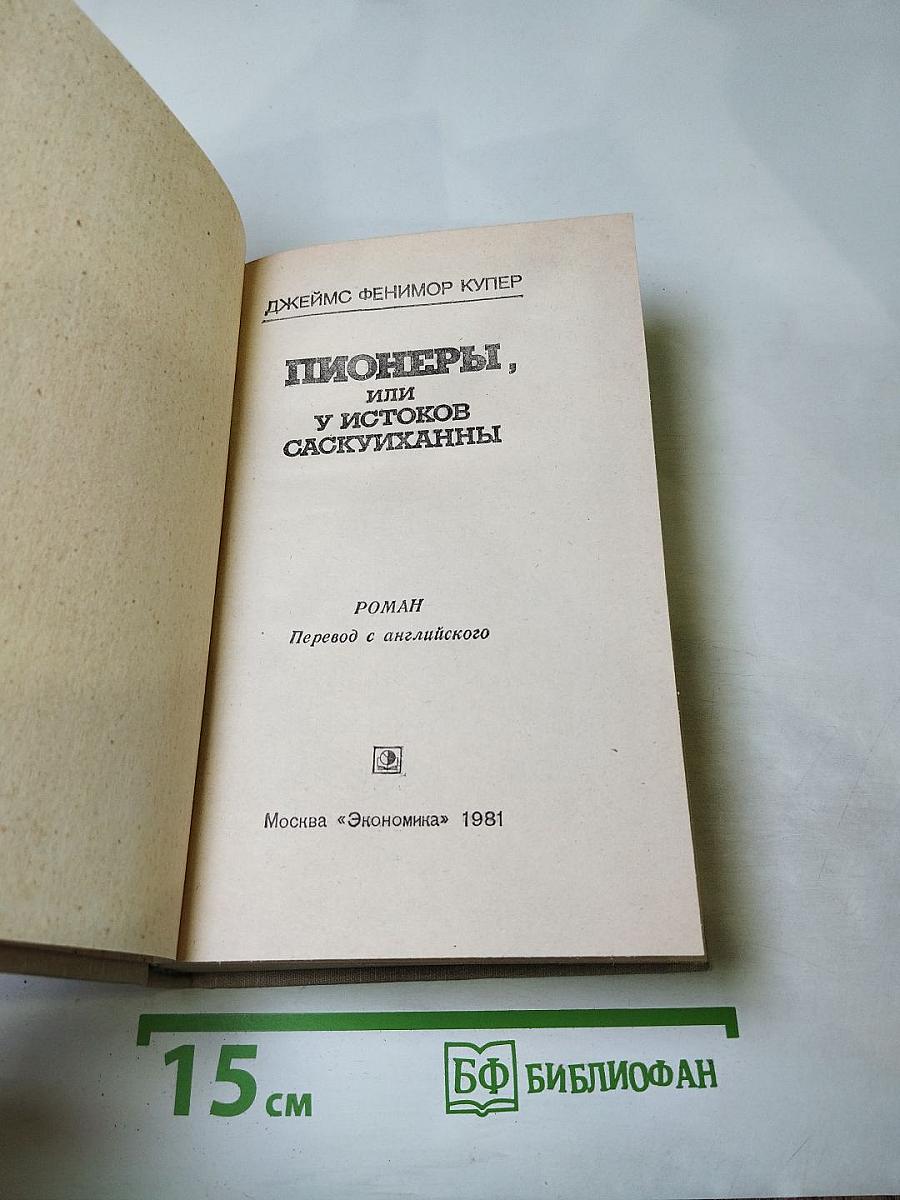 ДЖЕЙМС ФЕНИМОР КУПЕР
ПИОНЕРЫ,
ИЛИ
У ИСТОКОВ
САСКУИХАННЫ
РОМАН
Перевод с английского
Москва «Экономика» 1981
15 см
БФ БИБЛИОФАН